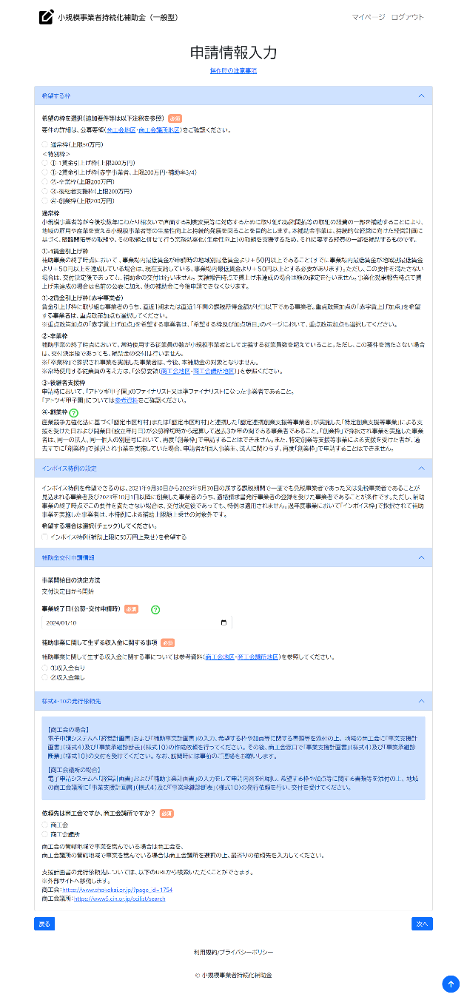 小規模事業者持続化補助金（一般型）
マイページ ログアウト
申請情報入力
操作時の注意事項
希望する枠
希望の枠を選択（追加要件等は以下注釈を参照） 必須
要件の詳細は、公募要領（商工会地区・商工会議所地区）をご確認ください。
通常枠（上限50万円）
＜特別枠＞
①-1賃金引上げ枠（上限200万円）
①-2賃金引上げ枠（赤字事業者、上限200万円・補助率3/4）
②-卒業枠（上限200万円）
③-後継者支援枠（上限200万円）
④-創業枠（上限200万円）
通常枠
小規模事業者等が今後複数年にわたり相次いで直面する制度変更等に対応するために取り組む販路開拓等の取組の経費の一部を補助することにより、
地域の雇用や産業を支える小規模事業者等の生産性向上と持続的発展を図ることを目的とします。本補助金事業は、持続的な経営に向けた経営計画に
基づく、販路開拓等の取組や、その取組と併せて行う業務効率化（生産性向上）の取組を支援するため、それに要する経費の一部を補助するものです。
①-1賃金引上げ枠
補助事業の終了時点において、事業場内最低賃金が申請時の地域別最低賃金より＋50円以上であること（すでに事業場内最低賃金が地域別最低賃金
より＋50円以上を達成している場合は、現在支給している、事業場内最低賃金より＋50円以上とする必要があります）。ただし、この要件を満たさない
場合は、交付決定後であっても、補助金の交付は行いません。実績報告時点で賃上げ未達成の場合は額の確定を行いません。事業化効果報告時点で賃
上げ未達成の場合は名前の公表に加え、他の補助金に今後申請できなくなります。
①-2賃金引上げ枠（赤字事業者）
賃金引上げ枠に取り組む事業者のうち、直近1期または直近1年間の課税所得金額がゼロ以下である事業者。重点政策加点の「赤字賃上げ加点」を希望
する事業者は、重点政策加点も選択してください。
※重点政策加点の「赤字賃上げ加点」を希望する事業者は、「希望する枠及び加点項目」のページにおいて、重点政策加点も選択してください。
②-卒業枠
補助事業の終了時点において、常時使用する従業員の数が小規模事業者として定義する従業員数を超えていること。ただし、この要件を満たさない場合
は、交付決定後であっても、補助金の交付は行いません。
※「卒業枠」で採択され事業を実施した事業者は、今後、本補助金の対象となりません。
※常時使用する従業員の考え方は、「公募要領（商工会地区・商工会議所地区）」を参照ください。
③-後継者支援枠
申請時において、「アトツギ甲子園」のファイナリスト又は準ファイナリストになった事業者であること。
「アトツギ甲子園」については参考資料をご確認ください。
④-創業枠 ?
産業競争力強化法に基づく「認定市区町村」または「認定市区町村」と連携した「認定連携創業支援等事業者」が実施した「特定創業支援等事業」による支
援を受けた日および開業日（設立年月日）が公募締切時から起算して過去3か年の間である事業者であること。「創業枠」で採択され事業を実施した事業
者は、同一の法人、同一個人の別屋号において、再度「創業枠」で申請することはできません。また、特定創業等支援等事業による支援を受けた者が、過
去すでに「創業枠」で採択され事業を実施していた場合、申請者が個人事業主、法人に関わらず、再度「創業枠」で申請することはできません。
インボイス特例の設定
インボイス特例を希望できるのは、2021年9月30日から2023年9月30日の属する課税期間で一度でも免税事業者であった又は免税事業者であることが
見込まれる事業者及び2023年10月1日以降に創業した事業者のうち、適格請求書発行事業者の登録を受けた事業者であることが条件です。ただし、補助
事業の終了時点でこの要件を満たさない場合は、交付決定後であっても、特例は適用されません。過年度事業において「インボイス枠」で採択されて補助
事業を実施した事業者は、本特例による補助上限額上乗せの対象外です。
希望する場合は選択（チェック）してください。
インボイス特例（補助上限に50万円上乗せ）を希望する
補助金交付申請情報
事業開始日の決定方法
交付決定日から開始
事業終了日（公募・交付申請時） 必須 ?
2024/01/10
補助事業に関して生ずる収入金に関する事項 必須
補助事業に関して生ずる収入金に関する事については参考資料（商工会地区・商工会議所地区）を参照してください。
①収入金有り
②収入金無し
様式4・10の発行依頼先
【商工会の場合】
電子申請システムへ「経営計画書」および「補助事業計画書」の入力、希望する枠や加点等に関する書類等を添付の上、地域の商工会に「事業支援計
画書」（様式4）及び「事業承継診断表」（様式10）の作成依頼を行ってください。その後、商工会窓口で「事業支援計画書」（様式4）及び「事業承継診
断票」（様式10）の交付を受けてください。なお、訪問時には事前のご連絡をお願いします。
【商工会議所の場合】
電子申請システムへ「経営計画書」および「補助事業計画書」の入力をして申請内容を印刷し、希望する枠や加点等に関する書類等を添付の上、地域
の商工会議所に「事業支援計画書」（様式4）及び「事業承継診断表」（様式10）の発行依頼を行い、交付を受けてください。
依頼先は商工会ですか、商工会議所ですか？ 必須
商工会
商工会議所
商工会の管轄地域で事業を営んでいる場合は商工会を、
商工会議所の管轄地域で事業を営んでいる場合は商工会議所を選択の上、最寄りの依頼先を入力してください。
支援計画書の発行依頼先については、以下のURLから検索いただくことができます。
※外部サイトへ移動します。
商工会：https://www.shokokai.or.jp/?page_id=1754
商工会議所：https://www5.cin.or.jp/ccilist/search
戻る
次へ
利用規約/プライバシーポリシー
© 小規模事業者持続化補助金